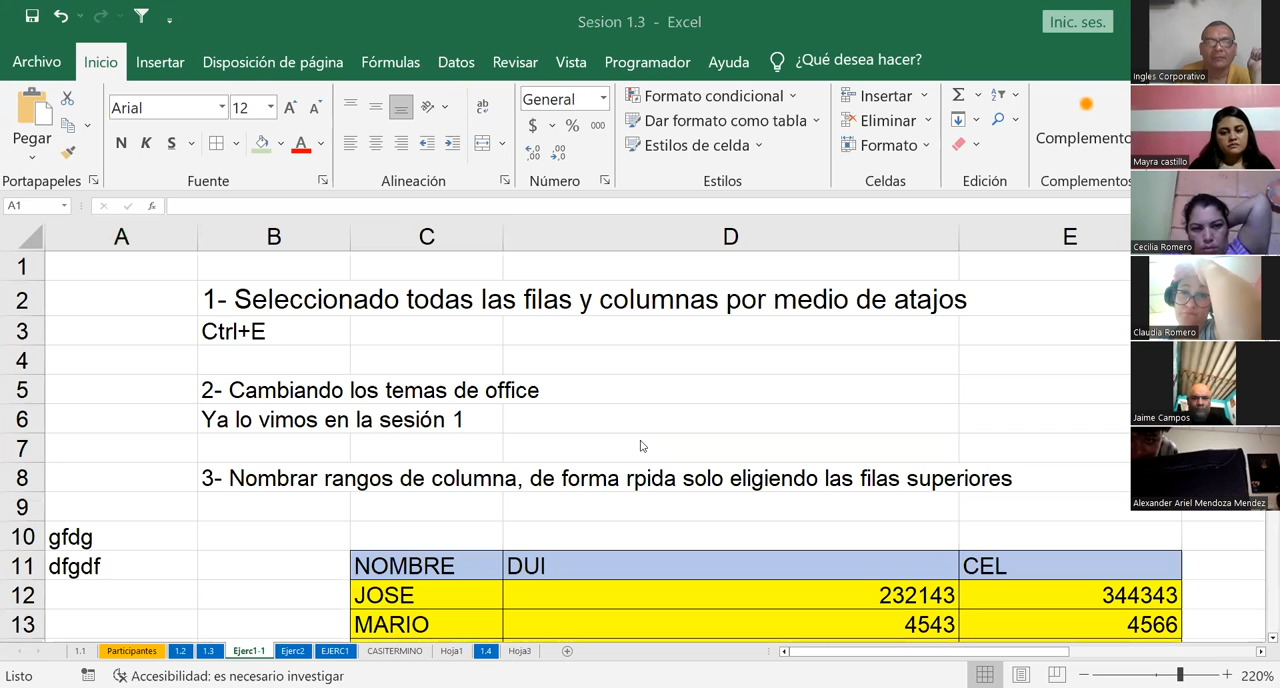 Sesion 1.3 - Excel
Inic. ses.
Archivo Inicio Insertar Disposición de página Fórmulas Datos Revisar Vista Programador Ayuda ¿Qué desea hacer?
Pegar
Arial 12
N K S
General
$ % 000
Formato condicional
Dar formato como tabla
Estilos de celda
Insertar
Eliminar
Formato
Complemento
Portapapeles Fuente Alineación Número Estilos Celdas Edición Complementos
A1 fx
A B C D E
1
2 1- Seleccionado todas las filas y columnas por medio de atajos
3 Ctrl+E
4
5 2- Cambiando los temas de office
6 Ya lo vimos en la sesión 1
7
8 3- Nombrar rangos de columna, de forma rpida solo eligiendo las filas superiores
9
10 gfdg
11 dfgdf NOMBRE DUI CEL
12 JOSE 232143 344343
13 MARIO 4543 4566
1.1 Participantes 1.2 1.3 Ejerc1-1 Ejerc2 EJERC1 CASITERMINO Hoja1 1.4 Hoja3
Listo Accesibilidad: es necesario investigar 220%
Ingles Corporativo
Mayra castillo
Cecilia Romero
Claudia Romero
Jaime Campos
Alexander Ariel Mendoza Mendez